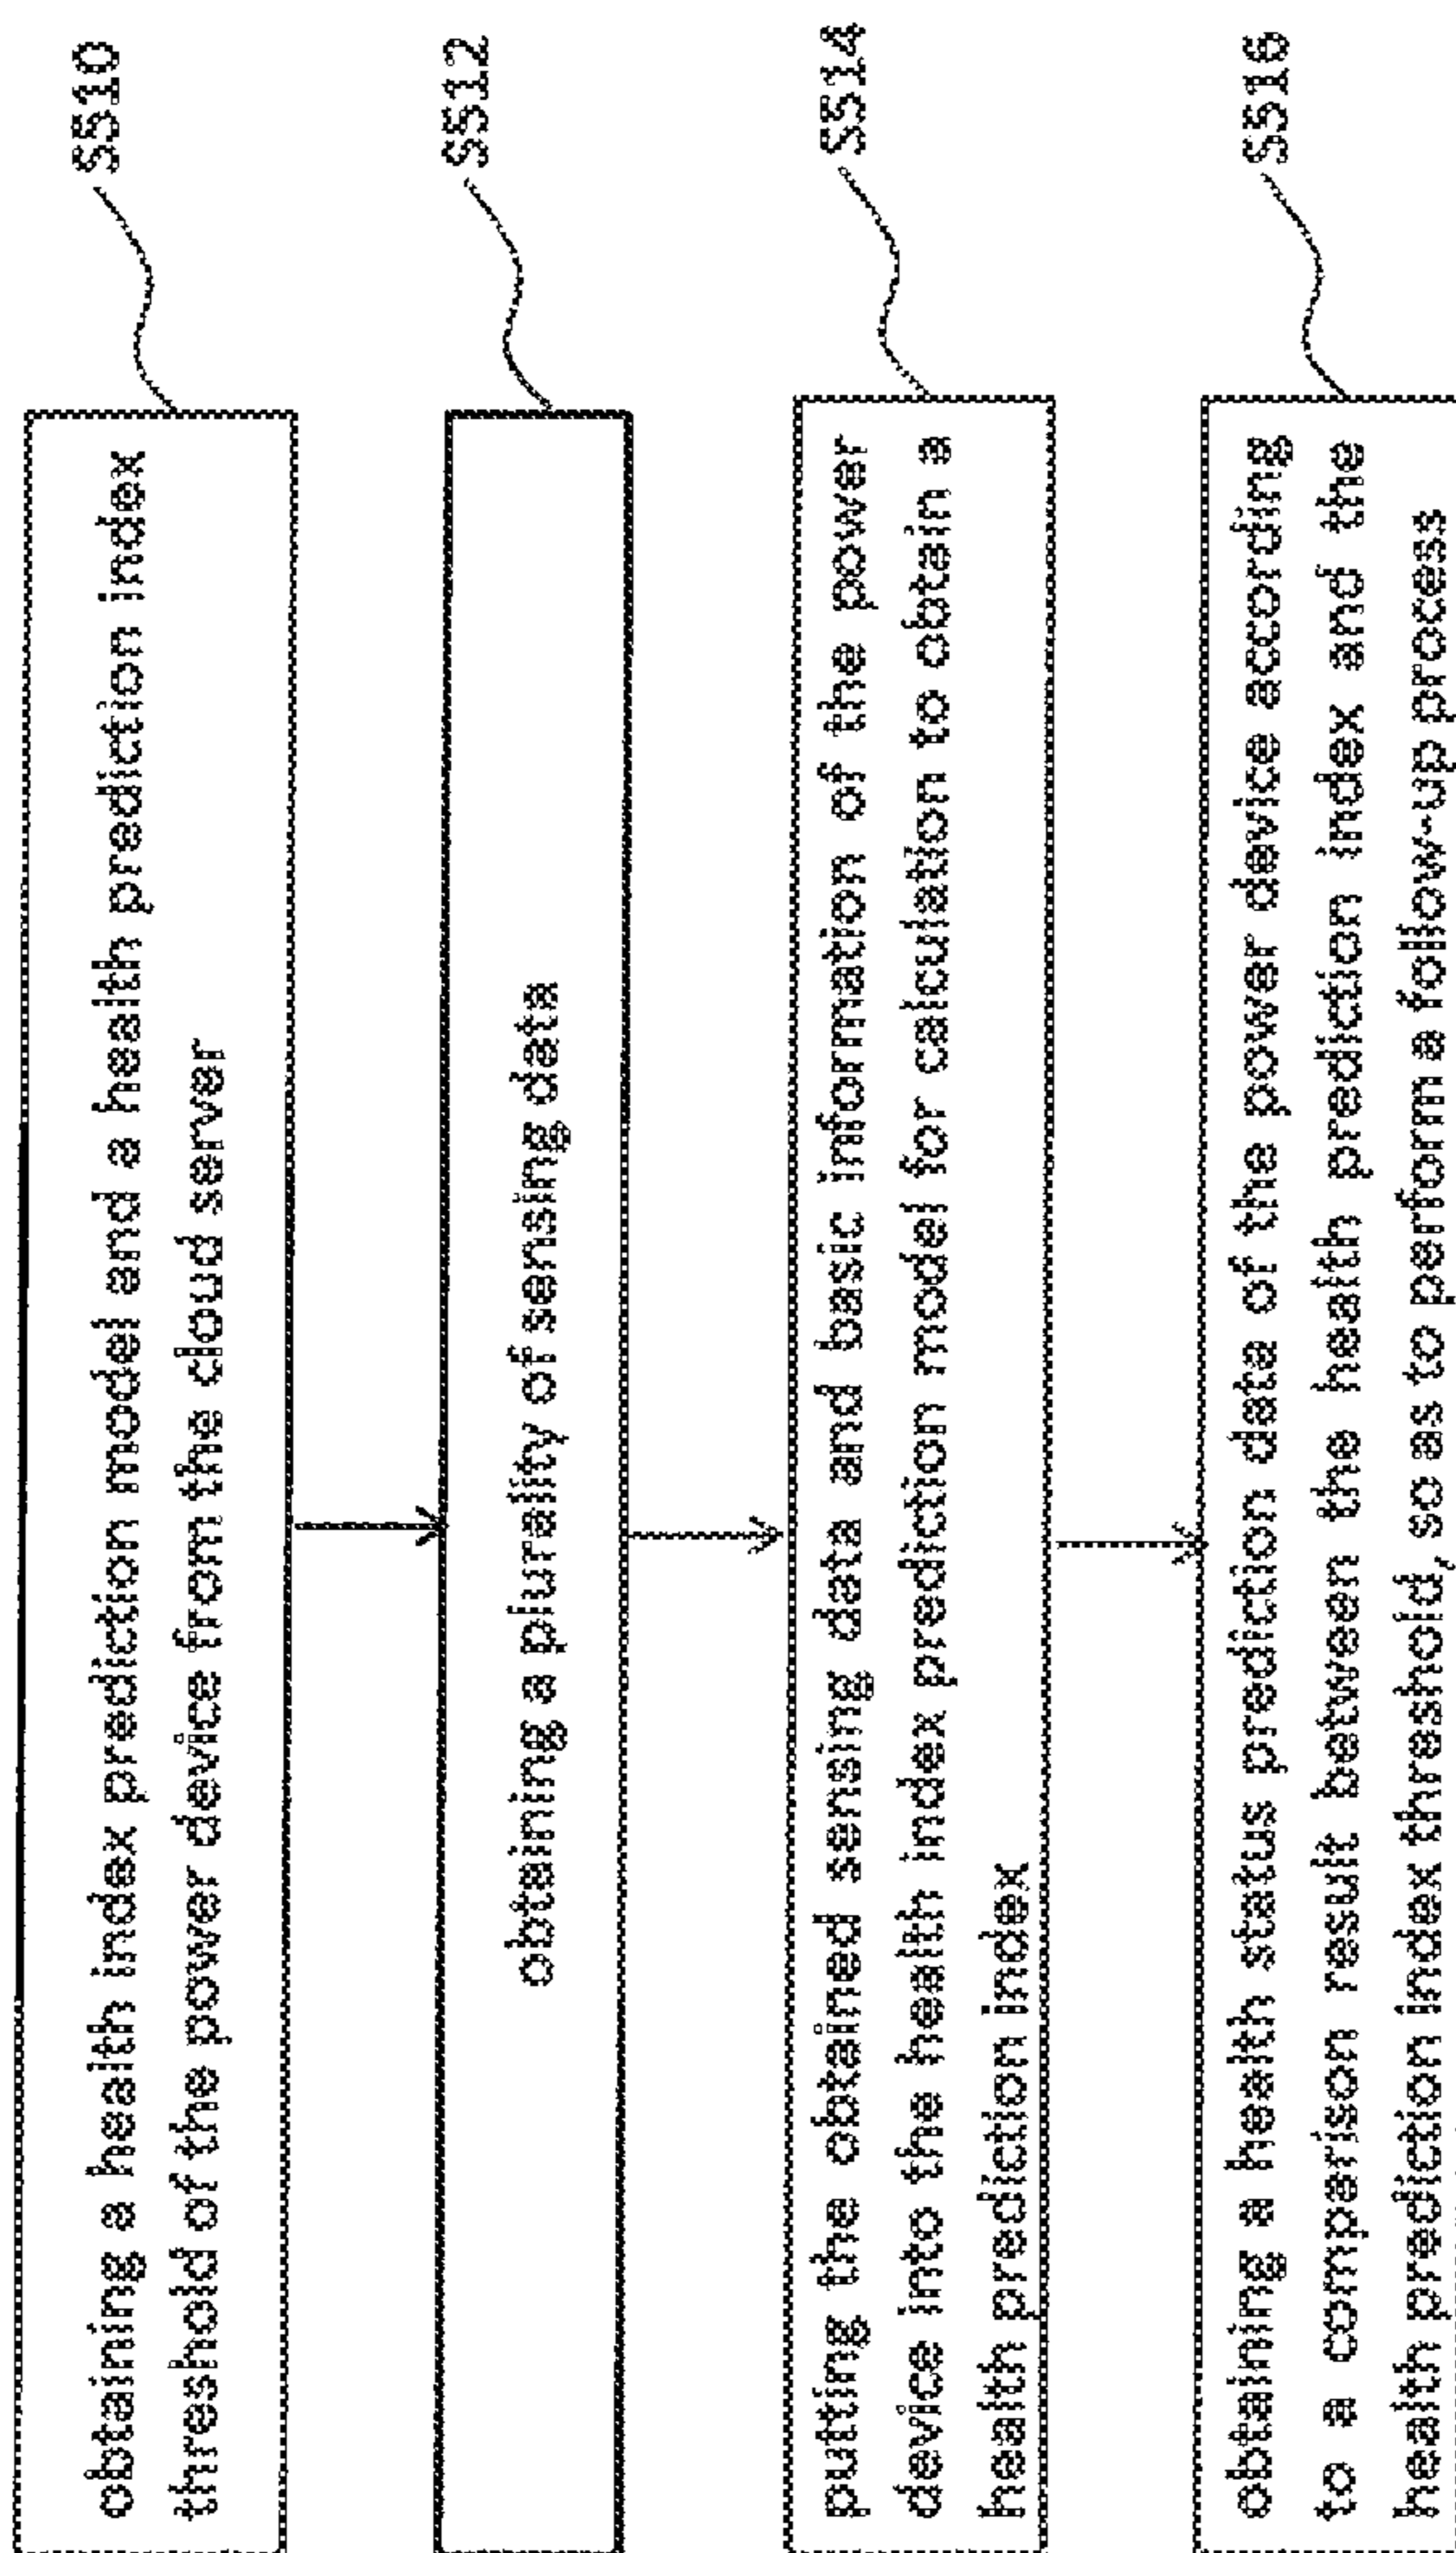 obtaining a health index prediction model and a health prediction index
threshold of the power device from the cloud server
SS10
obtaining a plurality of sensing data
SS12
putting the obtained sensing data and basic information of the power
device into the health index prediction model for calculation to obtain a
health prediction index
SS14
obtaining a health status prediction data of the power device according
to a comparison result between the health prediction index and the
health prediction index threshold, so as to perform a follow-up process
SS16